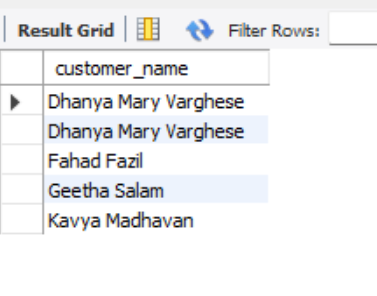 Result Grid Filter Rows:
customer_name
Dhanya Mary Varghese
Dhanya Mary Varghese
Fahad Fazil
Geetha Salam
Kavya Madhavan